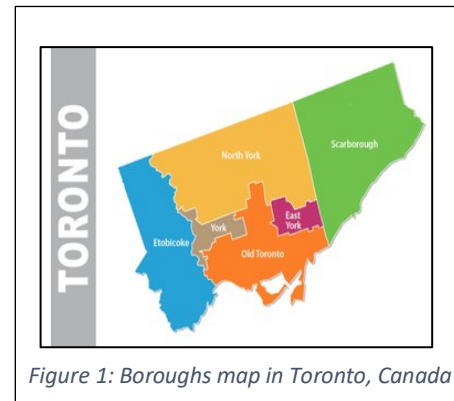 TORONTO
North York
Scarborough
East
York
York
Etobicoke
Old Toronto
Figure 1: Boroughs map in Toronto, Canada